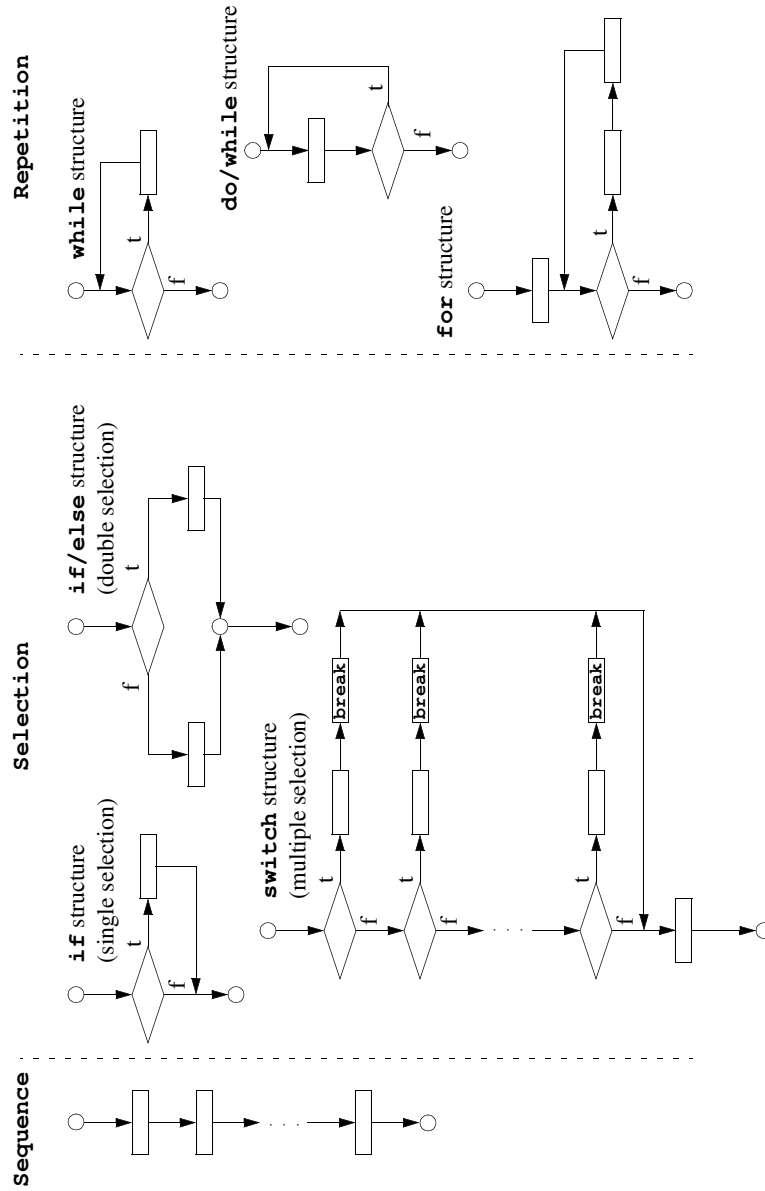 Sequence
Selection
Repetition
if structure
(single selection)
t
f
if/else structure
(double selection)
f
t
switch structure
(multiple selection)
t
break
f
t
break
f
. . .
t
break
f
. . .
while structure
t
f
do/while structure
t
f
for structure
t
f